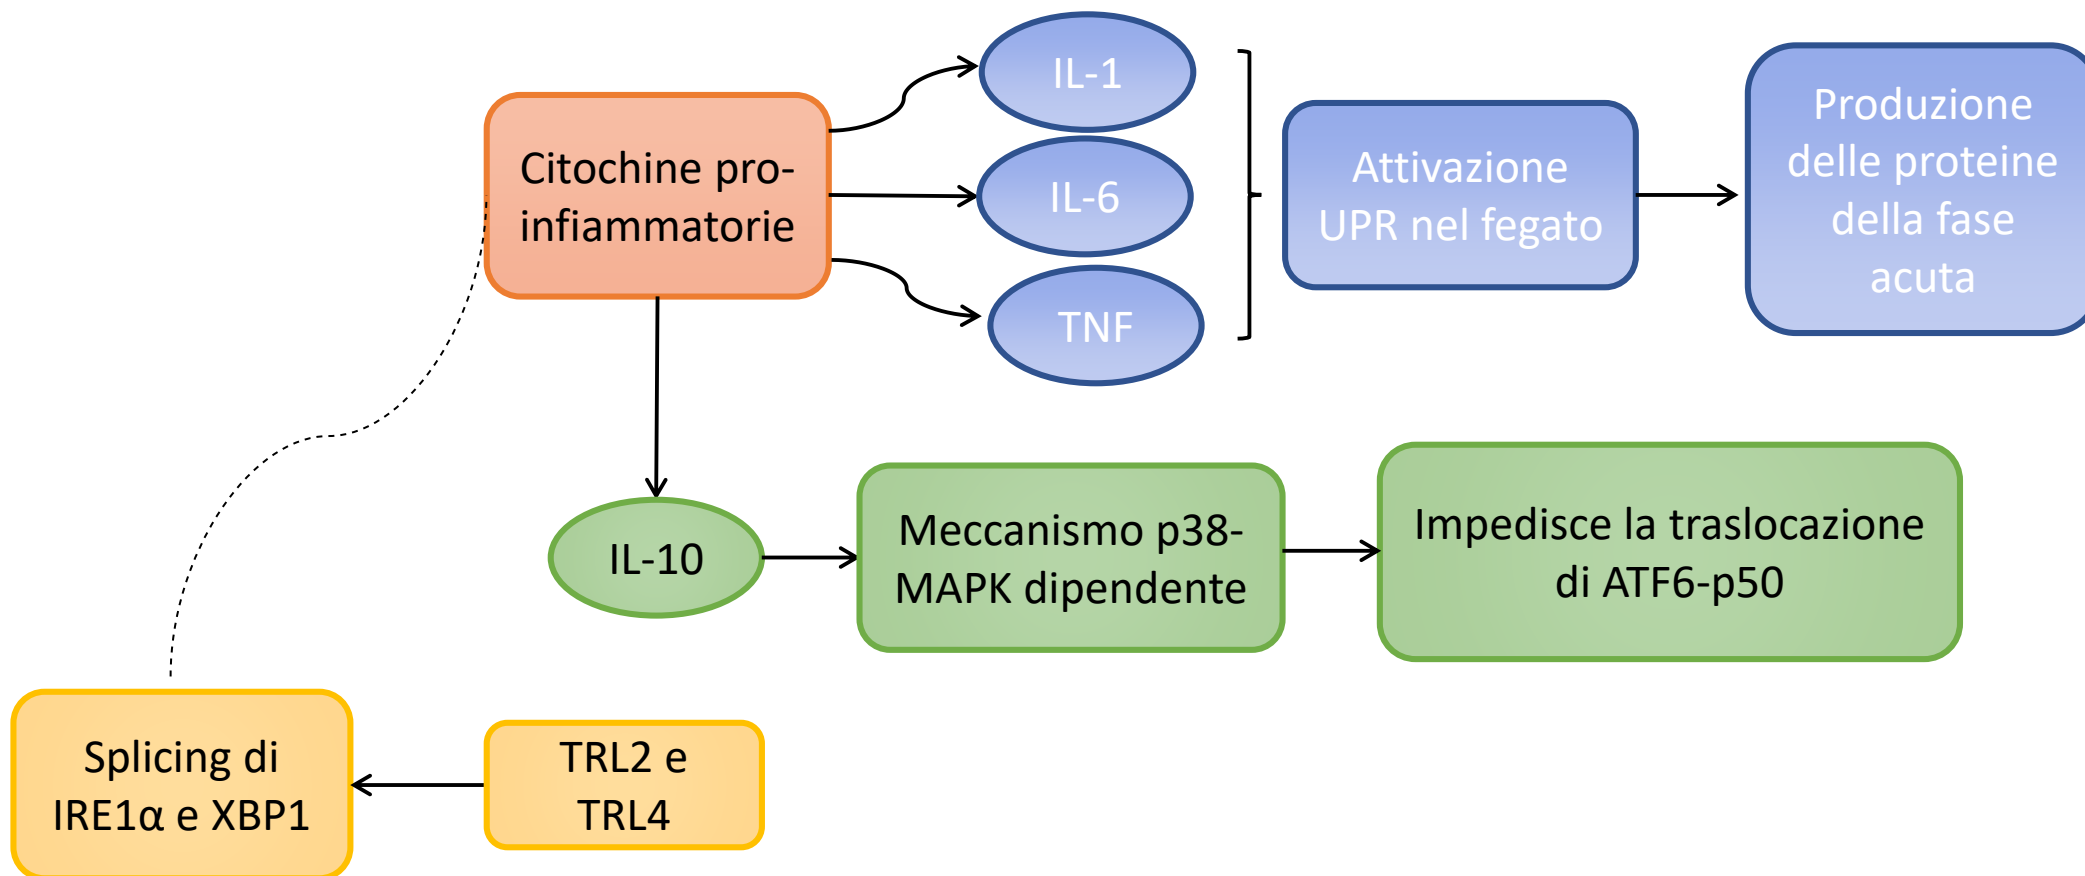 Citochine pro-
infiammatorie
IL-1
IL-6
TNF
Attivazione
UPR nel fegato
Produzione
delle proteine
della fase
acuta
IL-10
Meccanismo p38-
MAPK dipendente
Impedisce la traslocazione
di ATF6-p50
Splicing di
IRE1α e XBP1
TRL2 e
TRL4